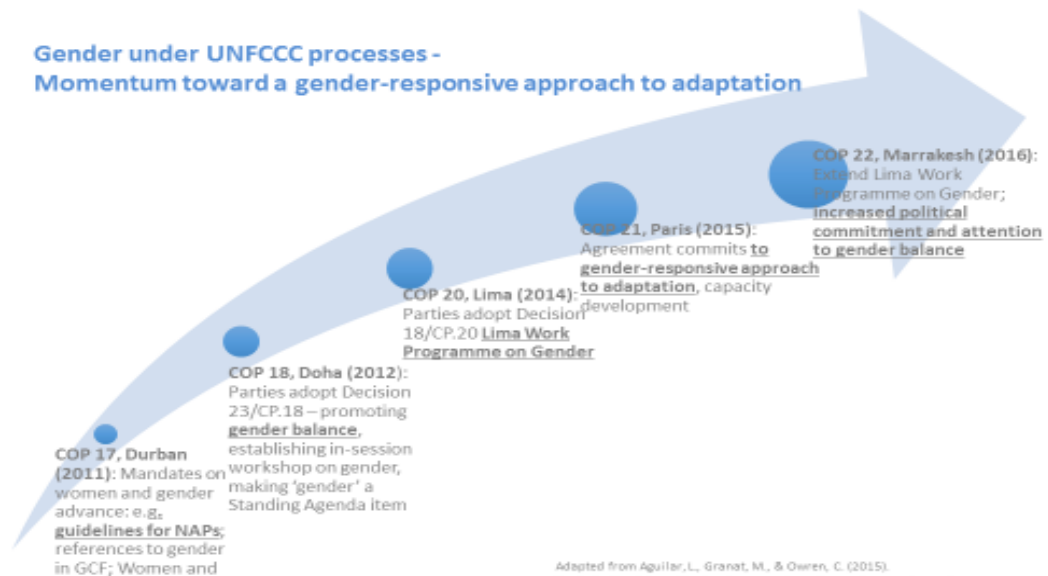 Gender under UNFCCC processes -
Momentum toward a gender-responsive approach to adaptation
COP 17, Durban
(2011): Mandates on
women and gender
advance: e.g.
guidelines for NAPs;
references to gender
in GCF; Women and
COP 18, Doha (2012):
Parties adopt Decision
23/CP.18 – promoting
gender balance,
establishing in-session
workshop on gender,
making ‘gender’ a
Standing Agenda item
COP 20, Lima (2014):
Parties adopt Decision
18/CP.20 Lima Work
Programme on Gender
COP 21, Paris (2015):
Agreement commits to
gender-responsive approach
to adaptation, capacity
development
COP 22, Marrakesh (2016):
Extend Lima Work
Programme on Gender;
increased political
commitment and attention
to gender balance
Adapted from Aguilar, L., Granat, M., & Owren, C. (2015).